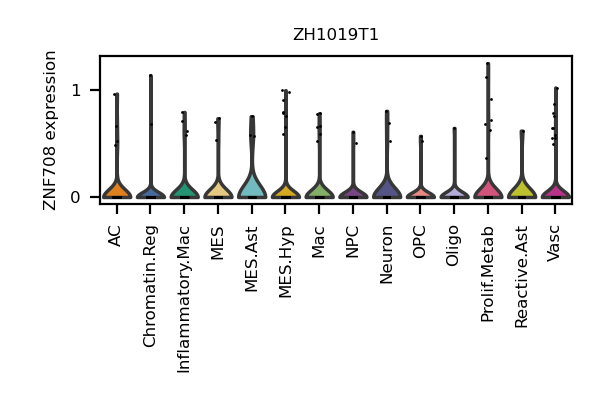 ZH1019T1
ZNF708 expression
1
0
AC
Chromatin.Reg
Inflammatory.Mac
MES
MES.Ast
MES.Hyp
Mac
NPC
Neuron
OPC
Oligo
Prolif.Metab
Reactive.Ast
Vasc